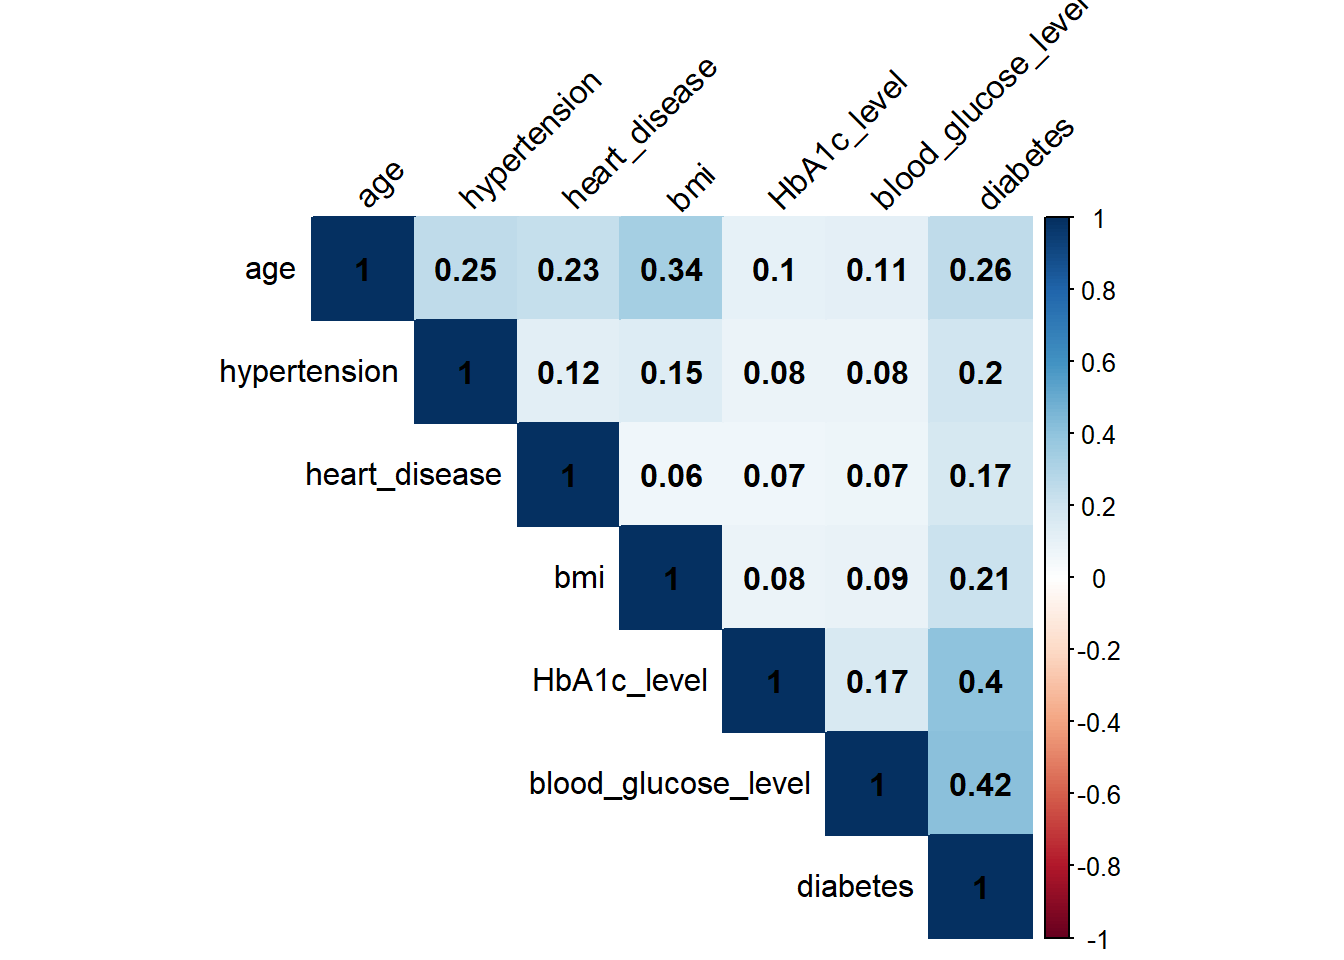 age
hypertension
heart_disease
bmi
HbA1c_level
blood_glucose_level
diabetes
age 1 0.25 0.23 0.34 0.1 0.11 0.26
hypertension 1 0.12 0.15 0.08 0.08 0.2
heart_disease 1 0.06 0.07 0.07 0.17
bmi 1 0.08 0.09 0.21
HbA1c_level 1 0.17 0.4
blood_glucose_level 1 0.42
diabetes 1
1
0.8
0.6
0.4
0.2
0
-0.2
-0.4
-0.6
-0.8
-1